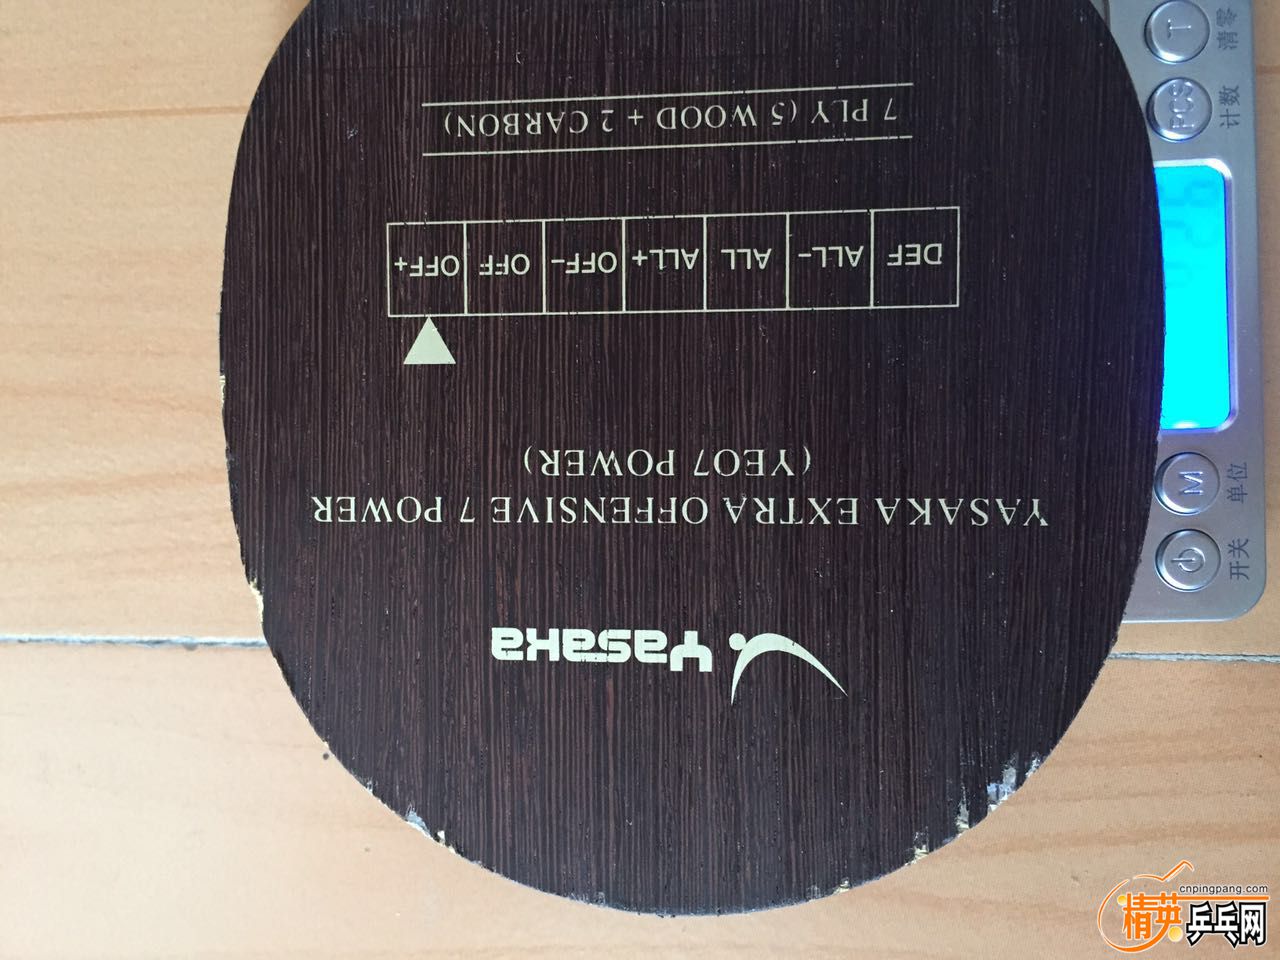 Yasaka
YASAKA EXTRA OFFENSIVE 7 POWER
(YEO7 POWER)
DEF ALL- ALL ALL+ OFF- OFF OFF+
7 PLY (5 WOOD + 2 CARBON)
T 清零
PCS 计数
M 单位
开关
cnpingpang.com
精英乒乓网